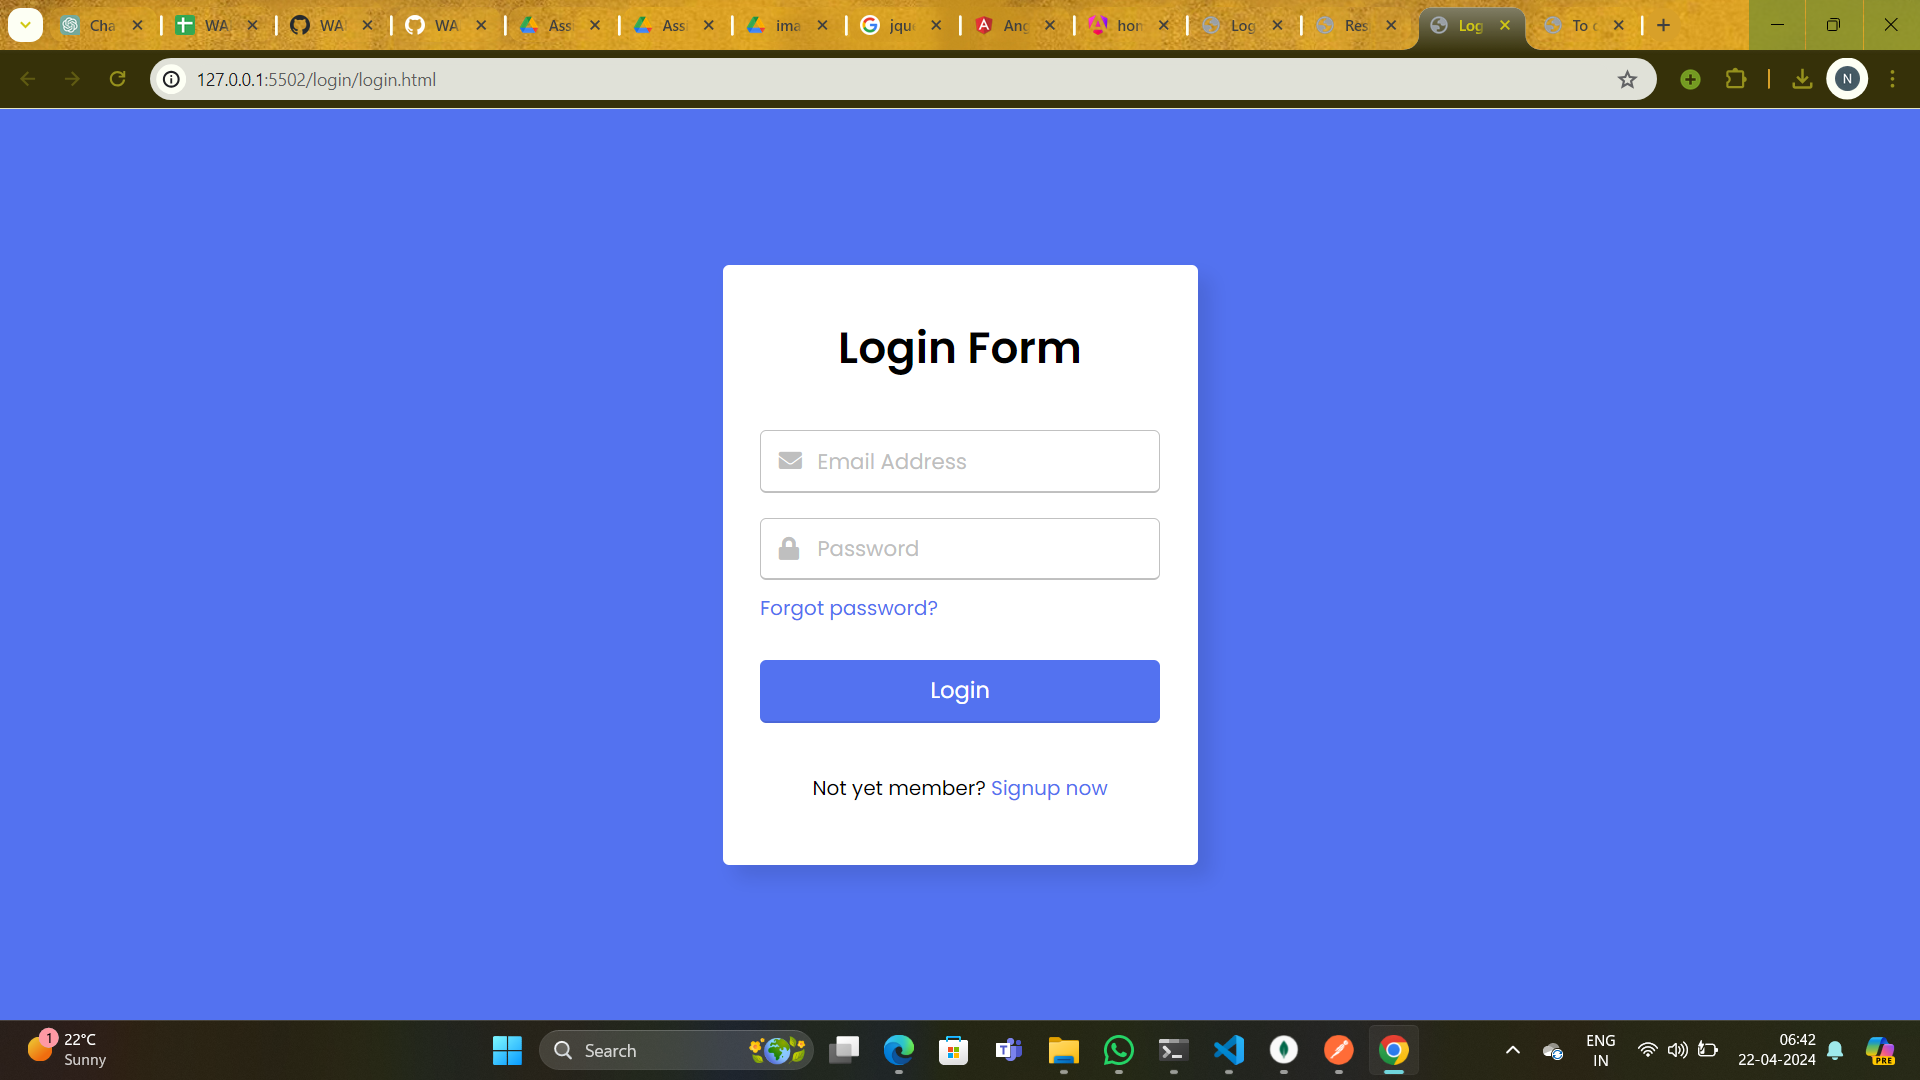 Cha
WA
WA
WA
Ass
Ass
ima
jqu
Ang
hon
Log
Res
Log
To
127.0.0.1:5502/login/login.html
N
Login Form
Email Address
Password
Forgot password?
Login
Not yet member? Signup now
1
22°C
Sunny
Search
ENG
IN
06:42
22-04-2024
PRE